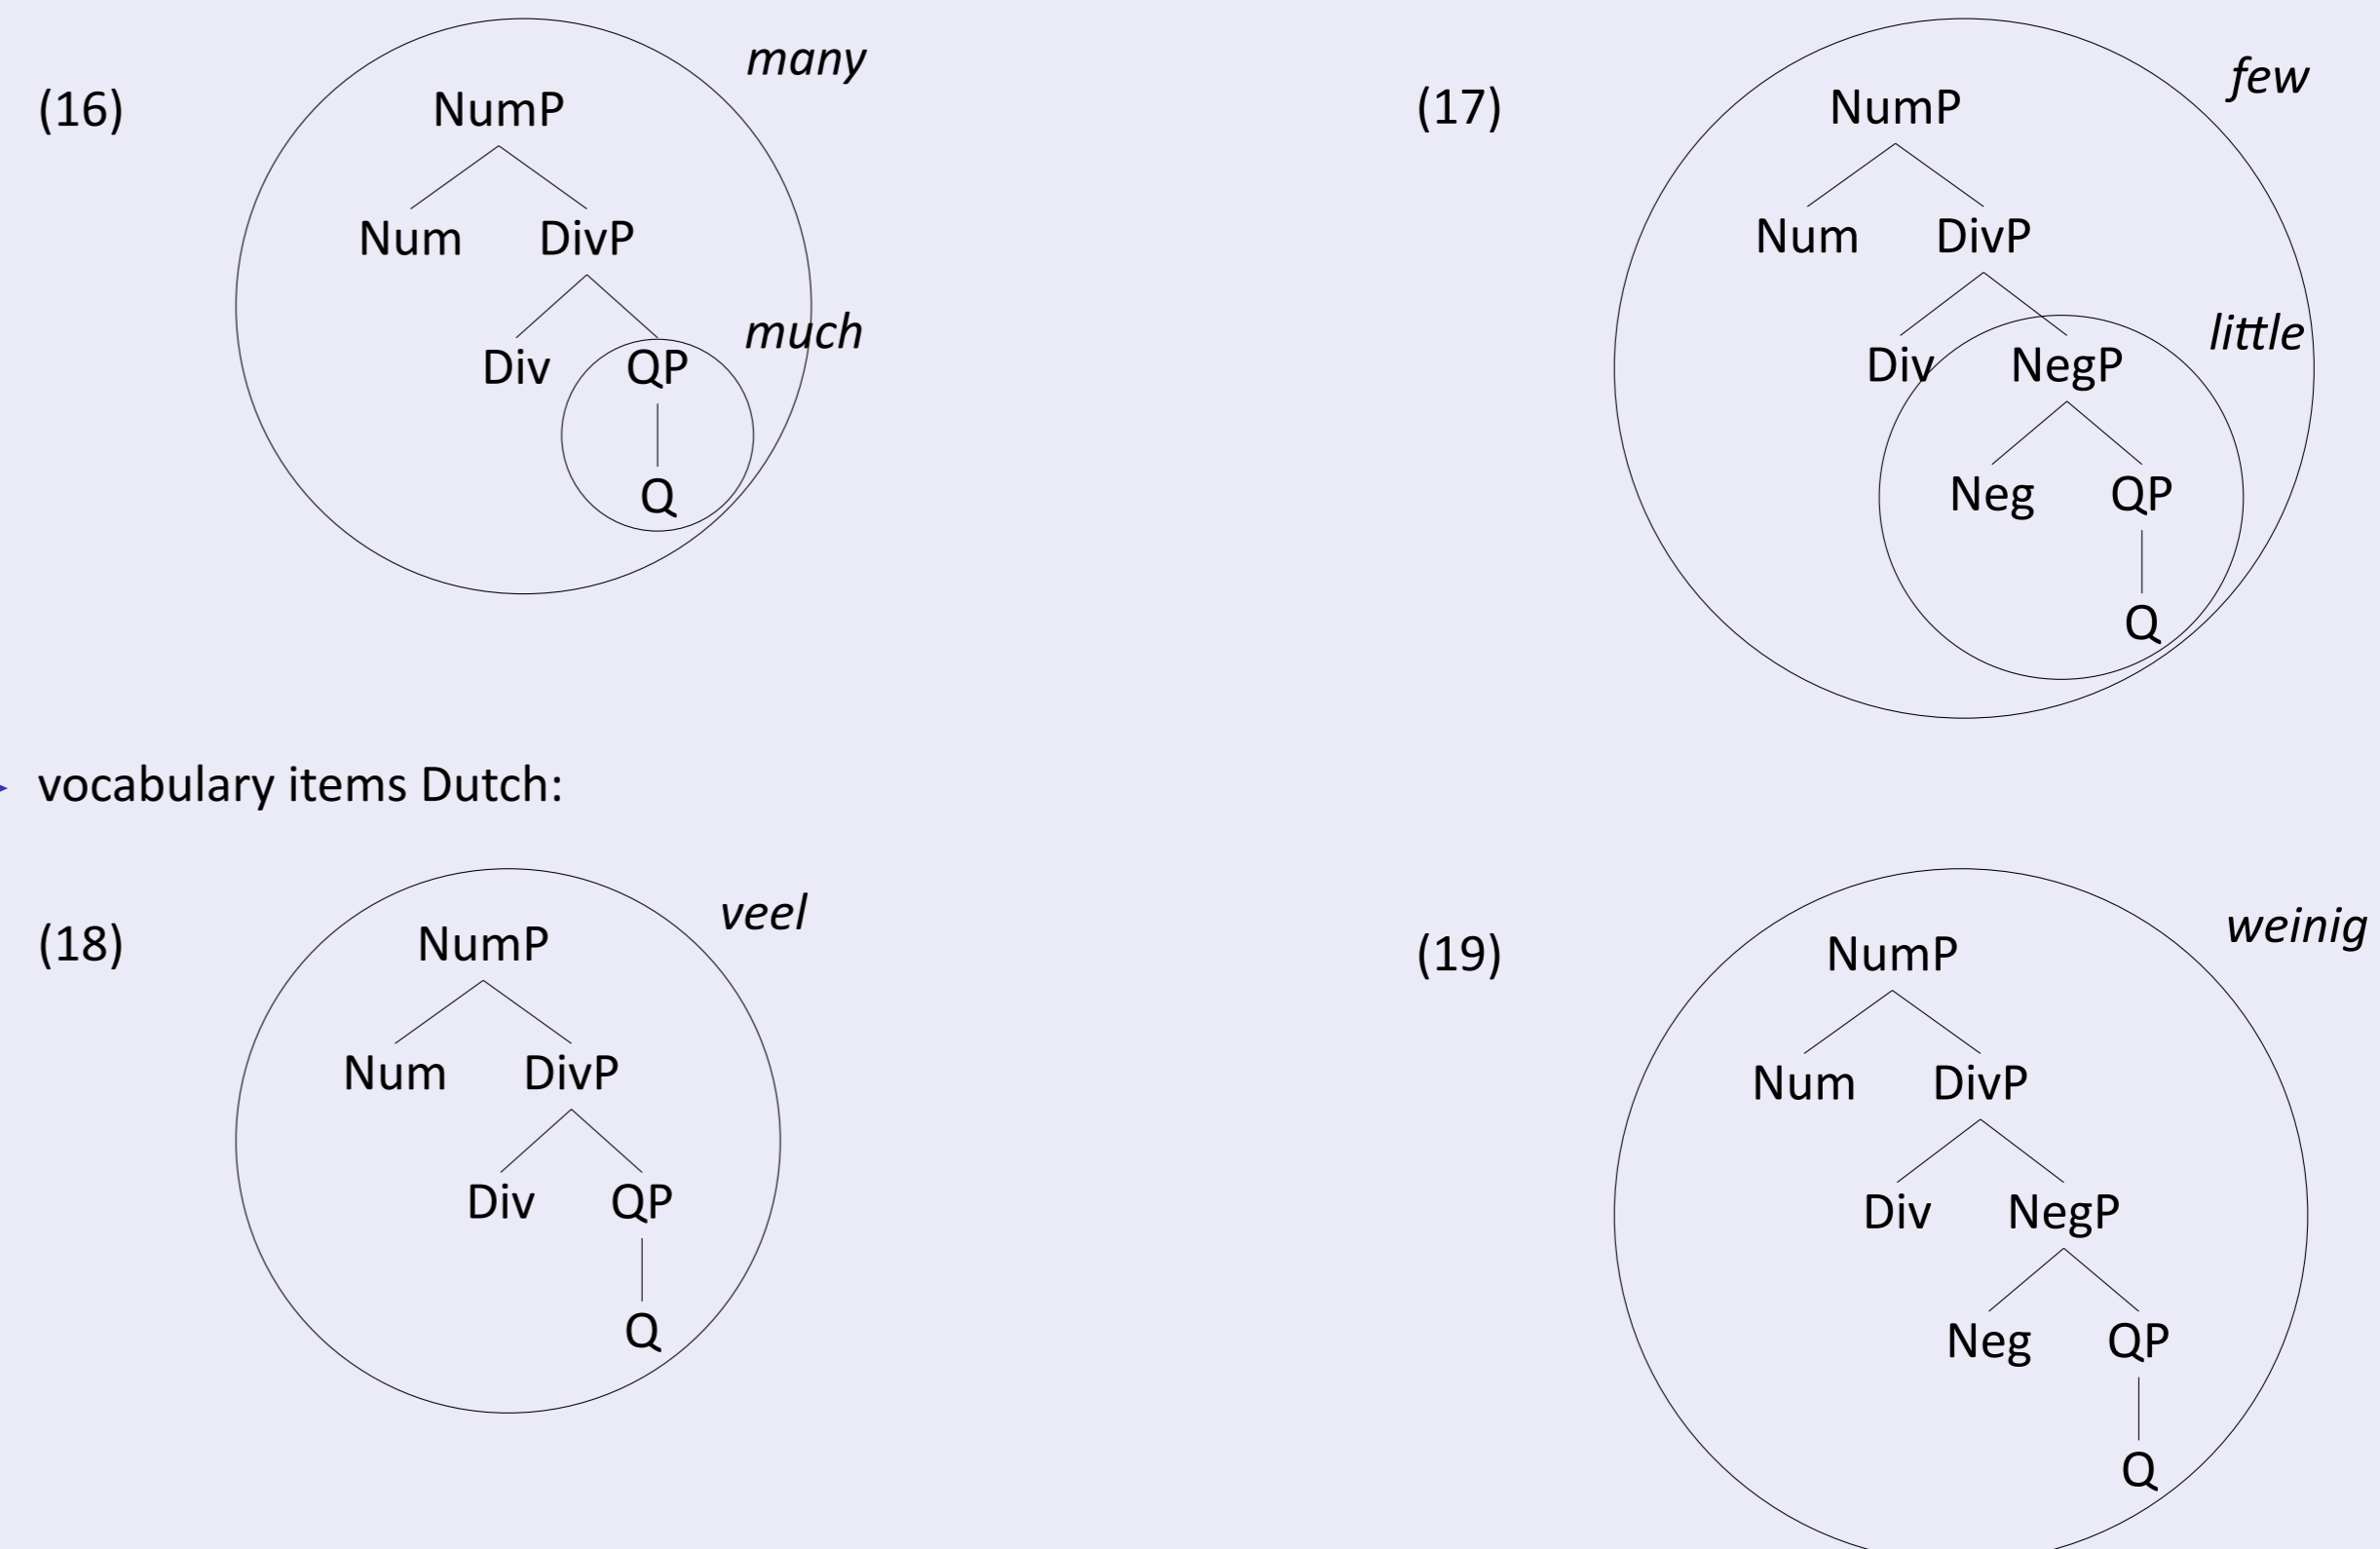 (16)
many
NumP
Num DivP
much
Div QP
Q
(17)
few
NumP
Num DivP
little
Div NegP
Neg QP
Q
vocabulary items Dutch:
(18)
veel
NumP
Num DivP
Div QP
Q
(19)
weinig
NumP
Num DivP
Div NegP
Neg QP
Q